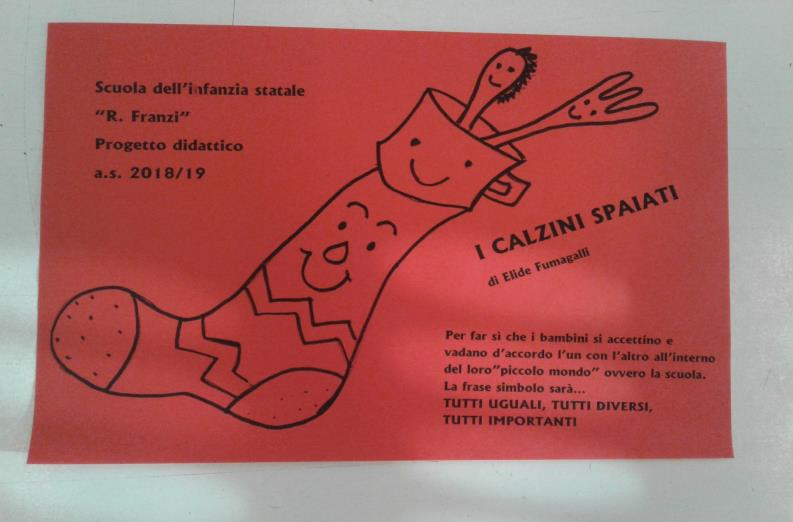 Scuola dell'infanzia statale
"R. Franzi"
Progetto didattico
a.s. 2018/19
I CALZINI SPAIATI
di Elide Fumagalli
Per far sì che i bambini si accettino e
vadano d'accordo l'un con l'altro all'interno
del loro"piccolo mondo" ovvero la scuola.
La frase simbolo sarà...
TUTTI UGUALI, TUTTI DIVERSI,
TUTTI IMPORTANTI